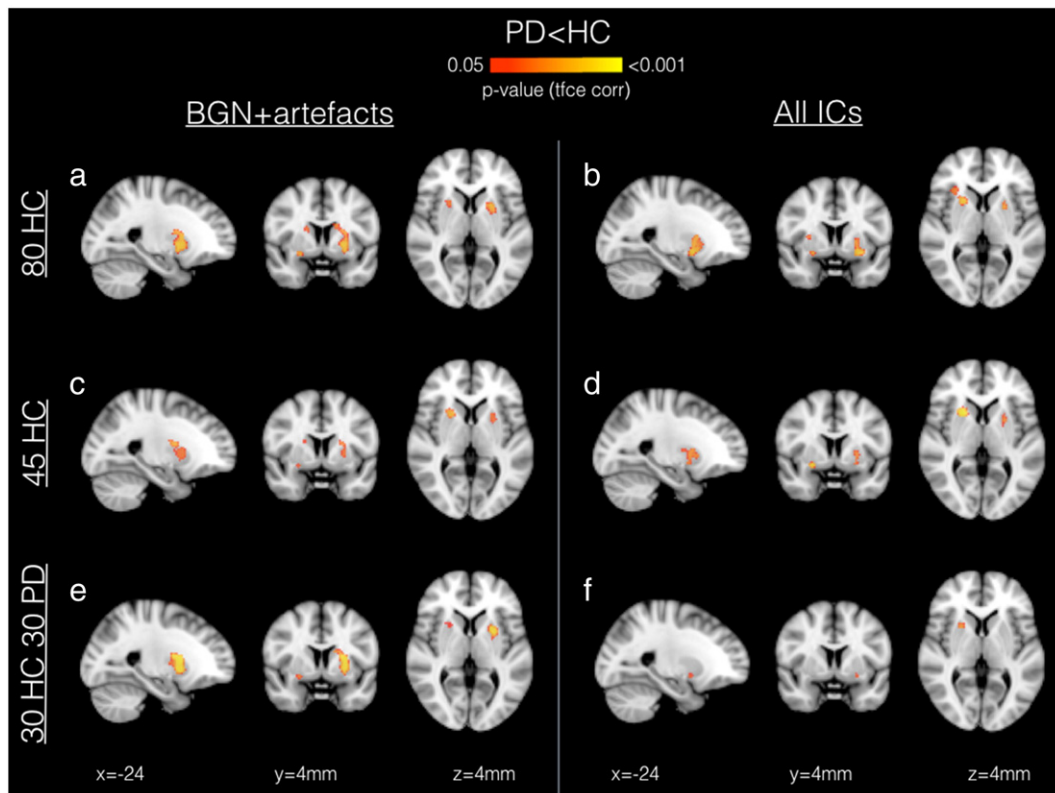 PD<HC
0.05 <0.001
p-value (tfce corr)
BGN+artefacts All ICs
80 HC
a b
45 HC
c d
30 HC 30 PD
e f
x=-24 y=4mm z=4mm x=-24 y=4mm z=4mm